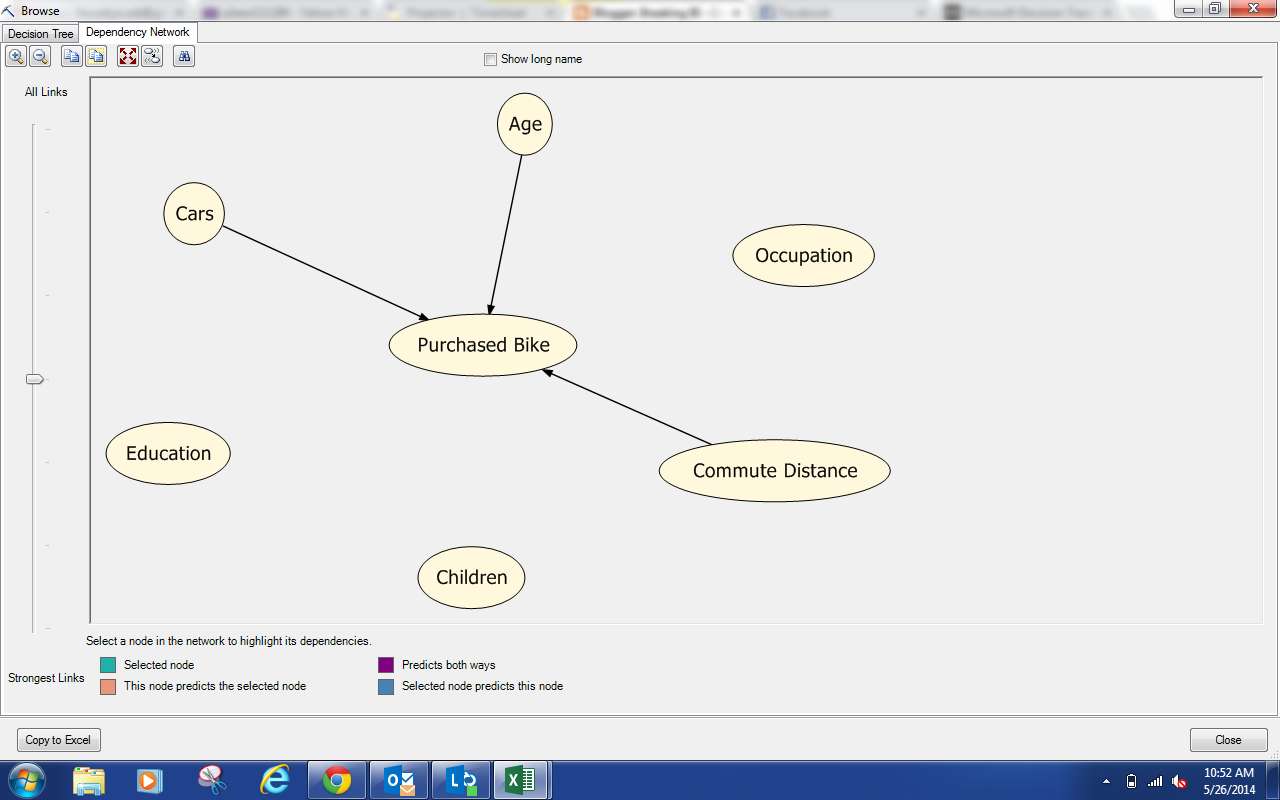 Browse
Decision Tree
Dependency Network
Show long name
All Links
Age
Cars
Occupation
Purchased Bike
Education
Commute Distance
Children
Select a node in the network to highlight its dependencies.
Selected node
Predicts both ways
Strongest Links
This node predicts the selected node
Selected node predicts this node
Copy to Excel
Close
10:52 AM
5/26/2014